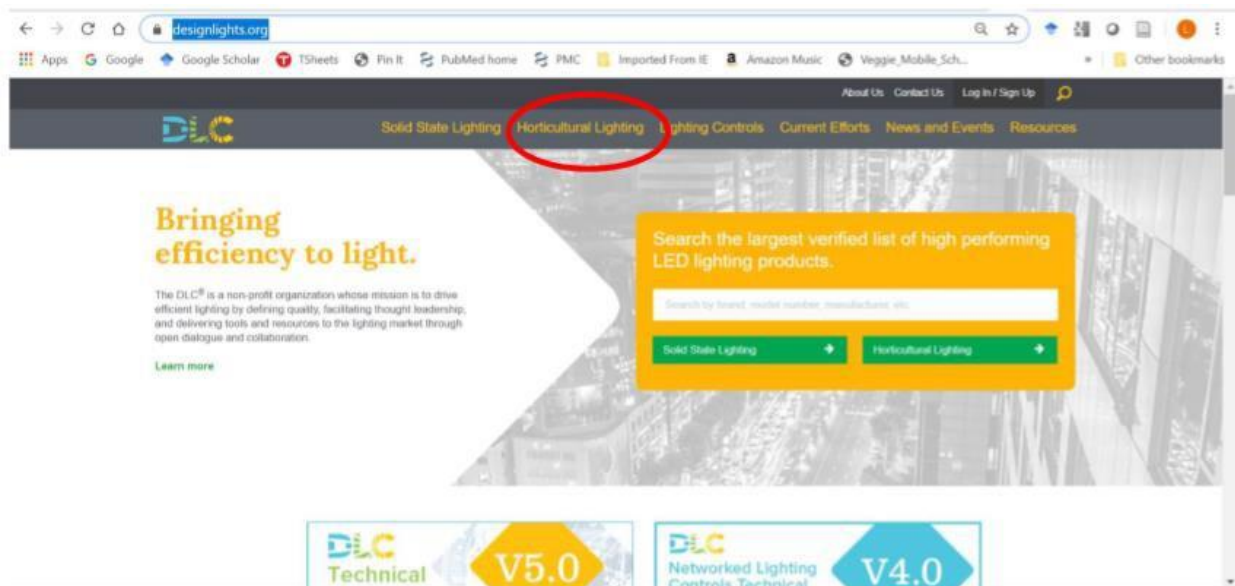 designlights.org
Apps Google Google Scholar TSheets Pin It PubMed home PMC Imported From IE Amazon Music Veggie_Mobile_Sch... » Other bookmarks
About Us Contact Us Log In / Sign Up
DLC Solid State Lighting Horticultural Lighting Lighting Controls Current Efforts News and Events Resources
Bringing
efficiency to light.
The DLC® is a non-profit organization whose mission is to drive
efficient lighting by defining quality, facilitating thought leadership,
and delivering tools and resources to the lighting market through
open dialogue and collaboration.
Learn more
Search the largest verified list of high performing
LED lighting products.
Search by brand, model number, manufacturer, etc.
Solid State Lighting Horticultural Lighting
DLC
Technical
V5.0
DLC
Networked Lighting
Controls Technical
V4.0